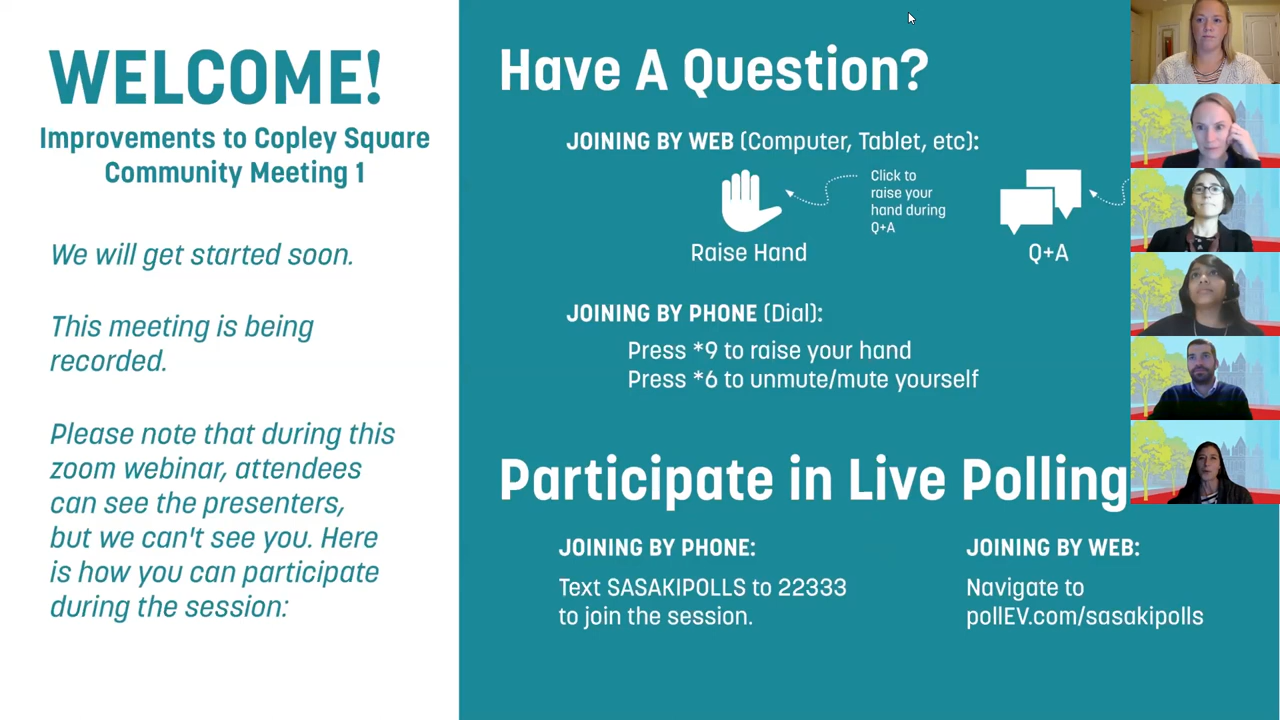 WELCOME!
Improvements to Copley Square
Community Meeting 1
We will get started soon.
This meeting is being
recorded.
Please note that during this
zoom webinar, attendees
can see the presenters,
but we can't see you. Here
is how you can participate
during the session:
Have A Question?
JOINING BY WEB (Computer, Tablet, etc):
Click to
raise your
hand during
Q+A
Raise Hand
Q+A
JOINING BY PHONE (Dial):
Press *9 to raise your hand
Press *6 to unmute/mute yourself
Participate in Live Polling
JOINING BY PHONE:
Text SASAKIPOLLS to 22333
to join the session.
JOINING BY WEB:
Navigate to
pollEV.com/sasakipolls